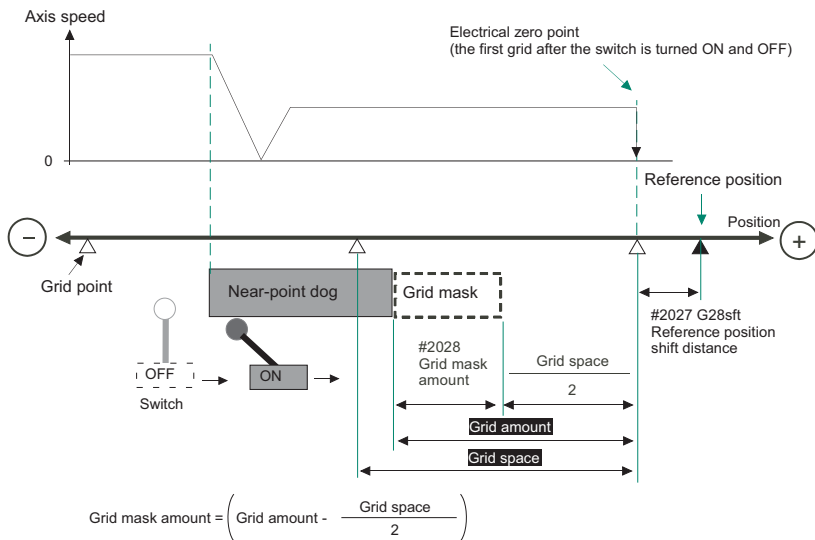 Axis speed
Electrical zero point
(the first grid after the switch is turned ON and OFF)
0
Reference position
Position
−
+
Grid point
Near-point dog
Grid mask
#2027 G28sft
Reference position
shift distance
#2028
Grid mask
amount
Grid space
2
OFF
ON
Switch
Grid amount
Grid space
Grid mask amount = ( Grid amount - Grid space
2 )